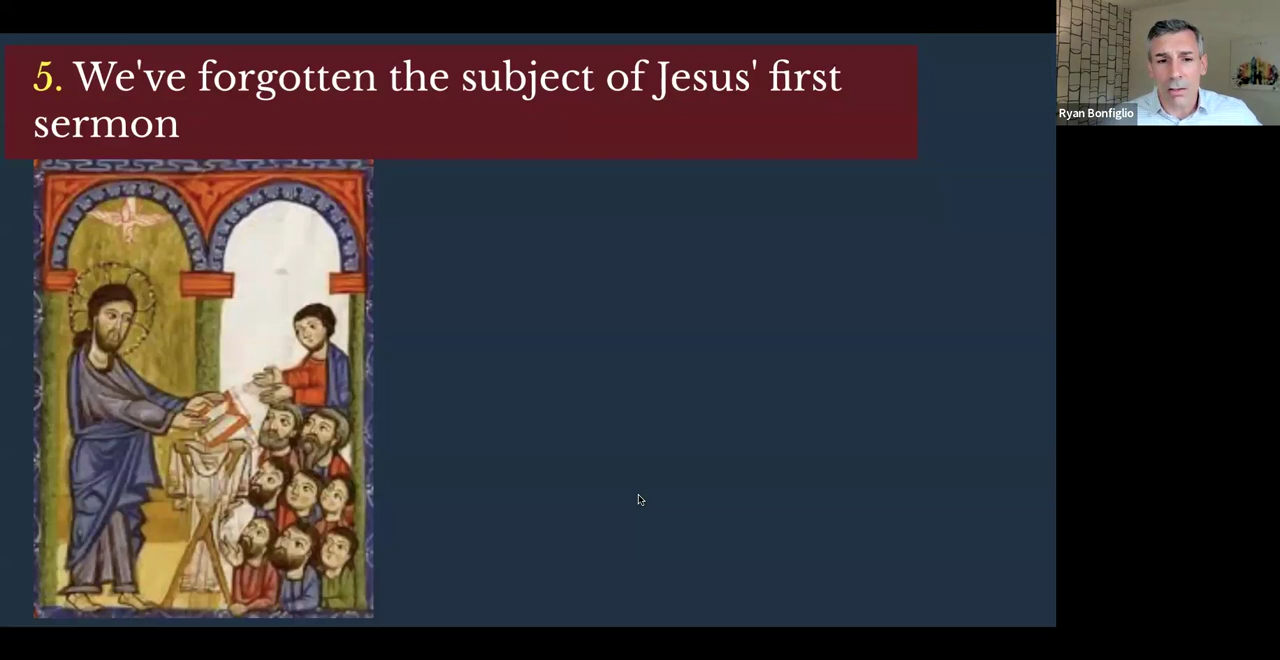 5. We've forgotten the subject of Jesus' first
sermon
Ryan Bonfiglio